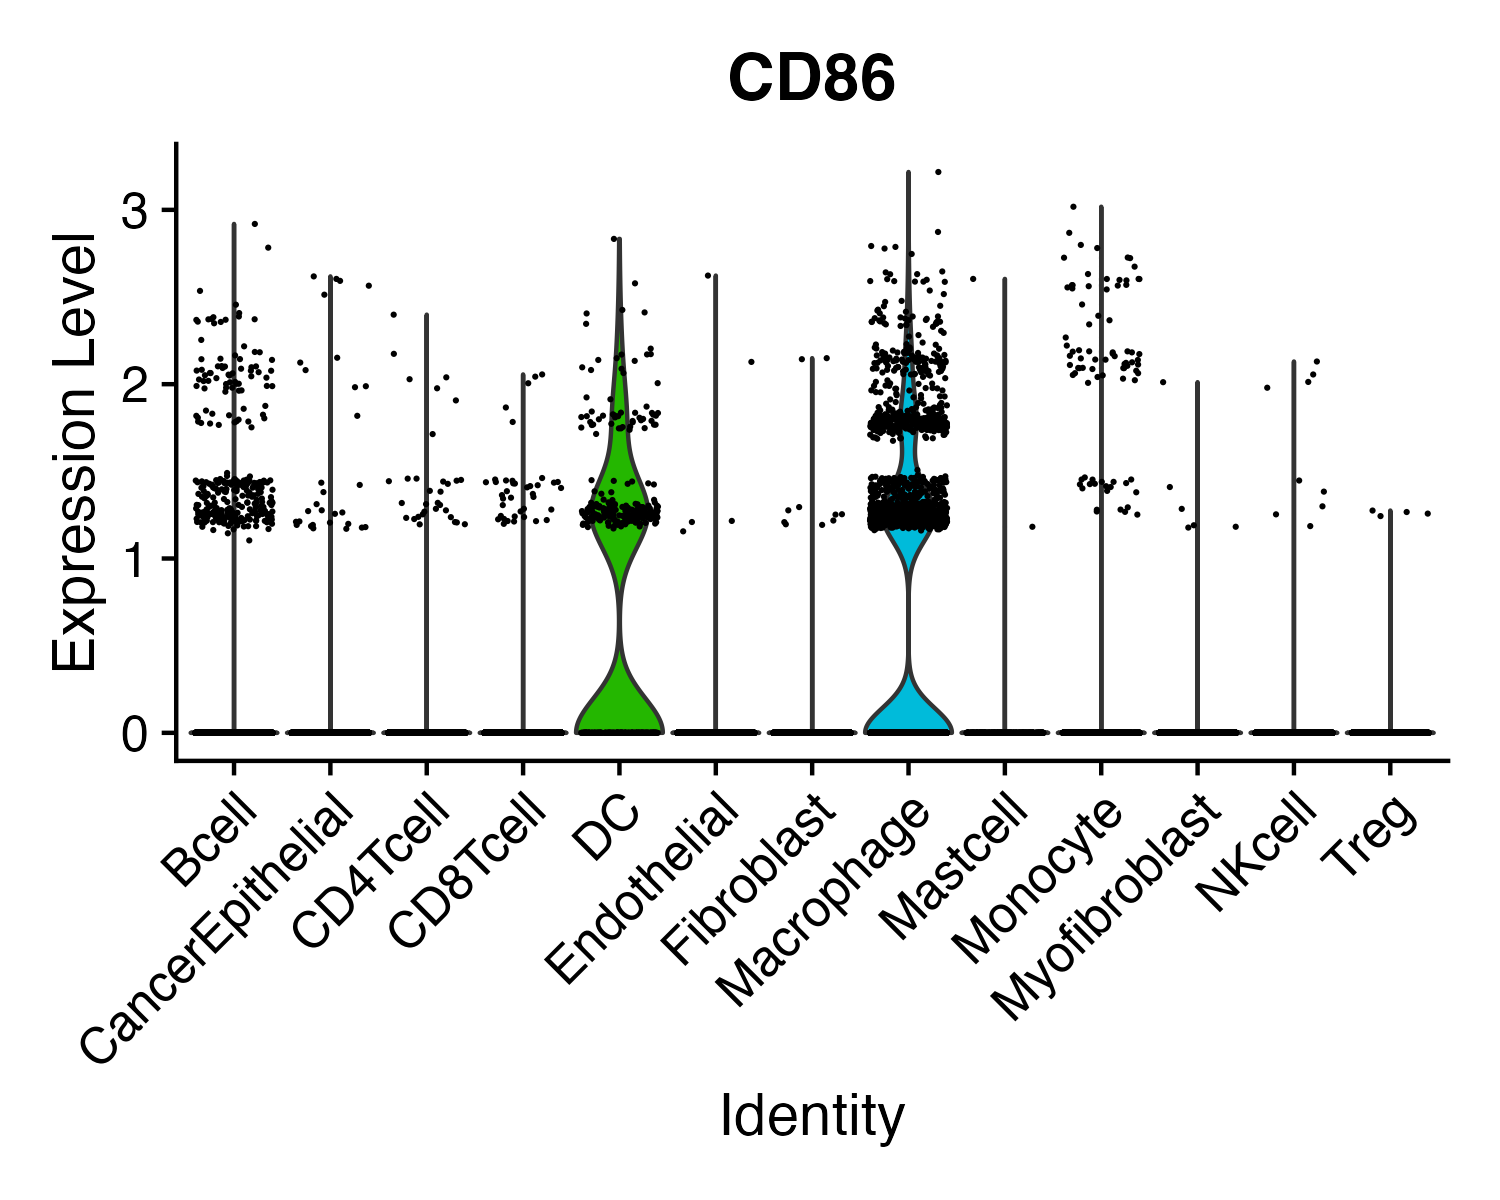 CD86
Expression Level
3
2
1
0
Bcell
CancerEpithelial
CD4Tcell
CD8Tcell
DC
Endothelial
Fibroblast
Macrophage
Mastcell
Monocyte
Myofibroblast
NKcell
Treg
Identity